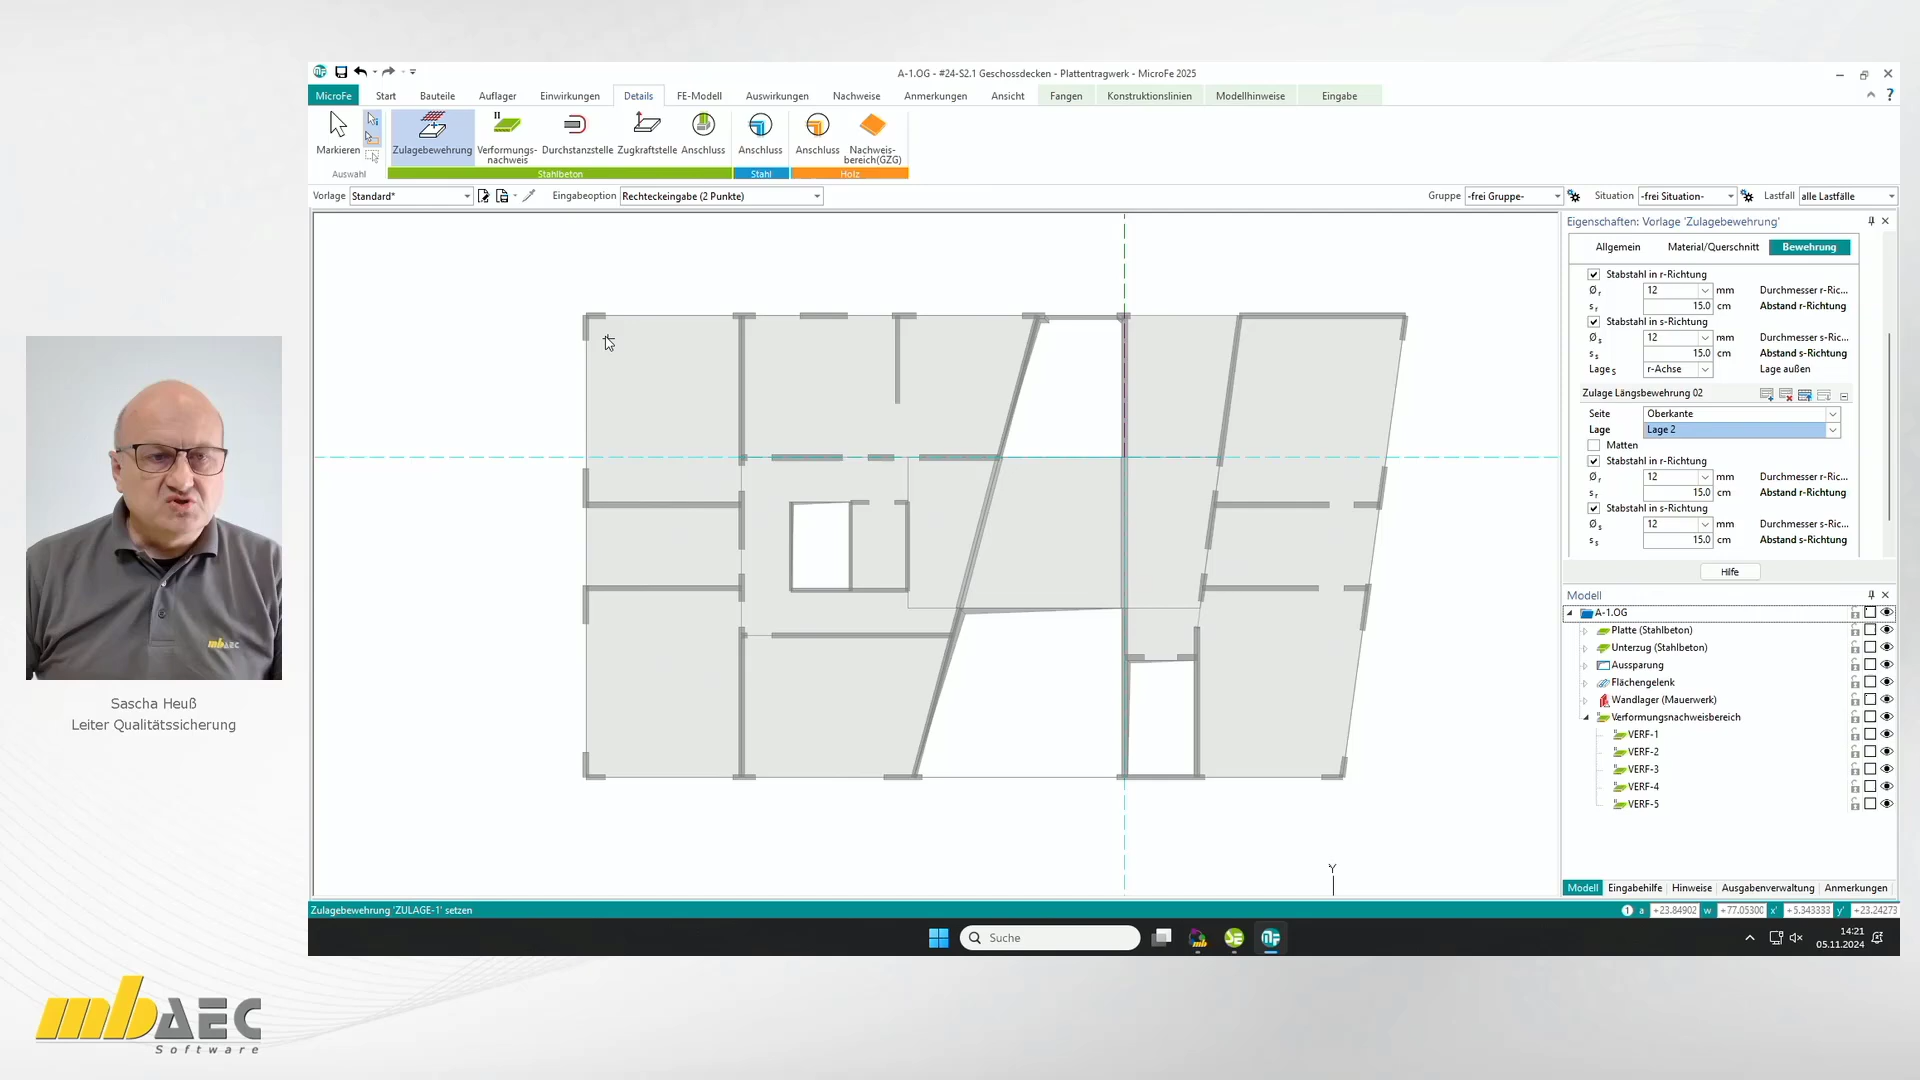 A-1.OG - #24-S2.1 Geschossdecken - Plattentragwerk - MicroFe 2025
MicroFe Start Bauteile Auflager Einwirkungen Details FE-Modell Auswirkungen Nachweise Anmerkungen Ansicht Fangen Konstruktionslinien Modellhinweise Eingabe
Markieren
Zulagebewehrung
Verformungs-
nachweis
Durchstanzstelle
Zugkraftstelle
Anschluss
Anschluss
Anschluss
Nachweis-
bereich(GZG)
Auswahl
Stahlbeton
Stahl
Holz
Vorlage Standard* Eingabeoption Rechteckeingabe (2 Punkte) Gruppe -frei Gruppe- Situation -frei Situation- Lastfall alle Lastfälle
Eigenschaften: Vorlage 'Zulagebewehrung'
Allgemein Material/Querschnitt Bewehrung
Stabstahl in r-Richtung
Ø r 12 mm Durchmesser r-Ric...
s r 15.0 cm Abstand r-Richtung
Stabstahl in s-Richtung
Ø s 12 mm Durchmesser s-Ric...
s s 15.0 cm Abstand s-Richtung
Lage s r-Achse Lage außen
Zulage Längsbewehrung 02
Seite Oberkante
Lage Lage 2
Matten
Stabstahl in r-Richtung
Ø r 12 mm Durchmesser r-Ric...
s r 15.0 cm Abstand r-Richtung
Stabstahl in s-Richtung
Ø s 12 mm Durchmesser s-Ric...
s s 15.0 cm Abstand s-Richtung
Hilfe
Modell
A-1.OG
Platte (Stahlbeton)
Unterzug (Stahlbeton)
Aussparung
Flächengelenk
Wandlager (Mauerwerk)
Verformungsnachweisbereich
VERF-1
VERF-2
VERF-3
VERF-4
VERF-5
Y
Modell Eingabehilfe Hinweise Ausgabenverwaltung Anmerkungen
Zulagebewehrung 'ZULAGE-1' setzen
1 a +23.84902 w +77.05300 x' +5.343333 y' +23.24273
Suche
14:21
05.11.2024
mbAEC
Sascha Heuß
Leiter Qualitätssicherung
mbAEC
Software